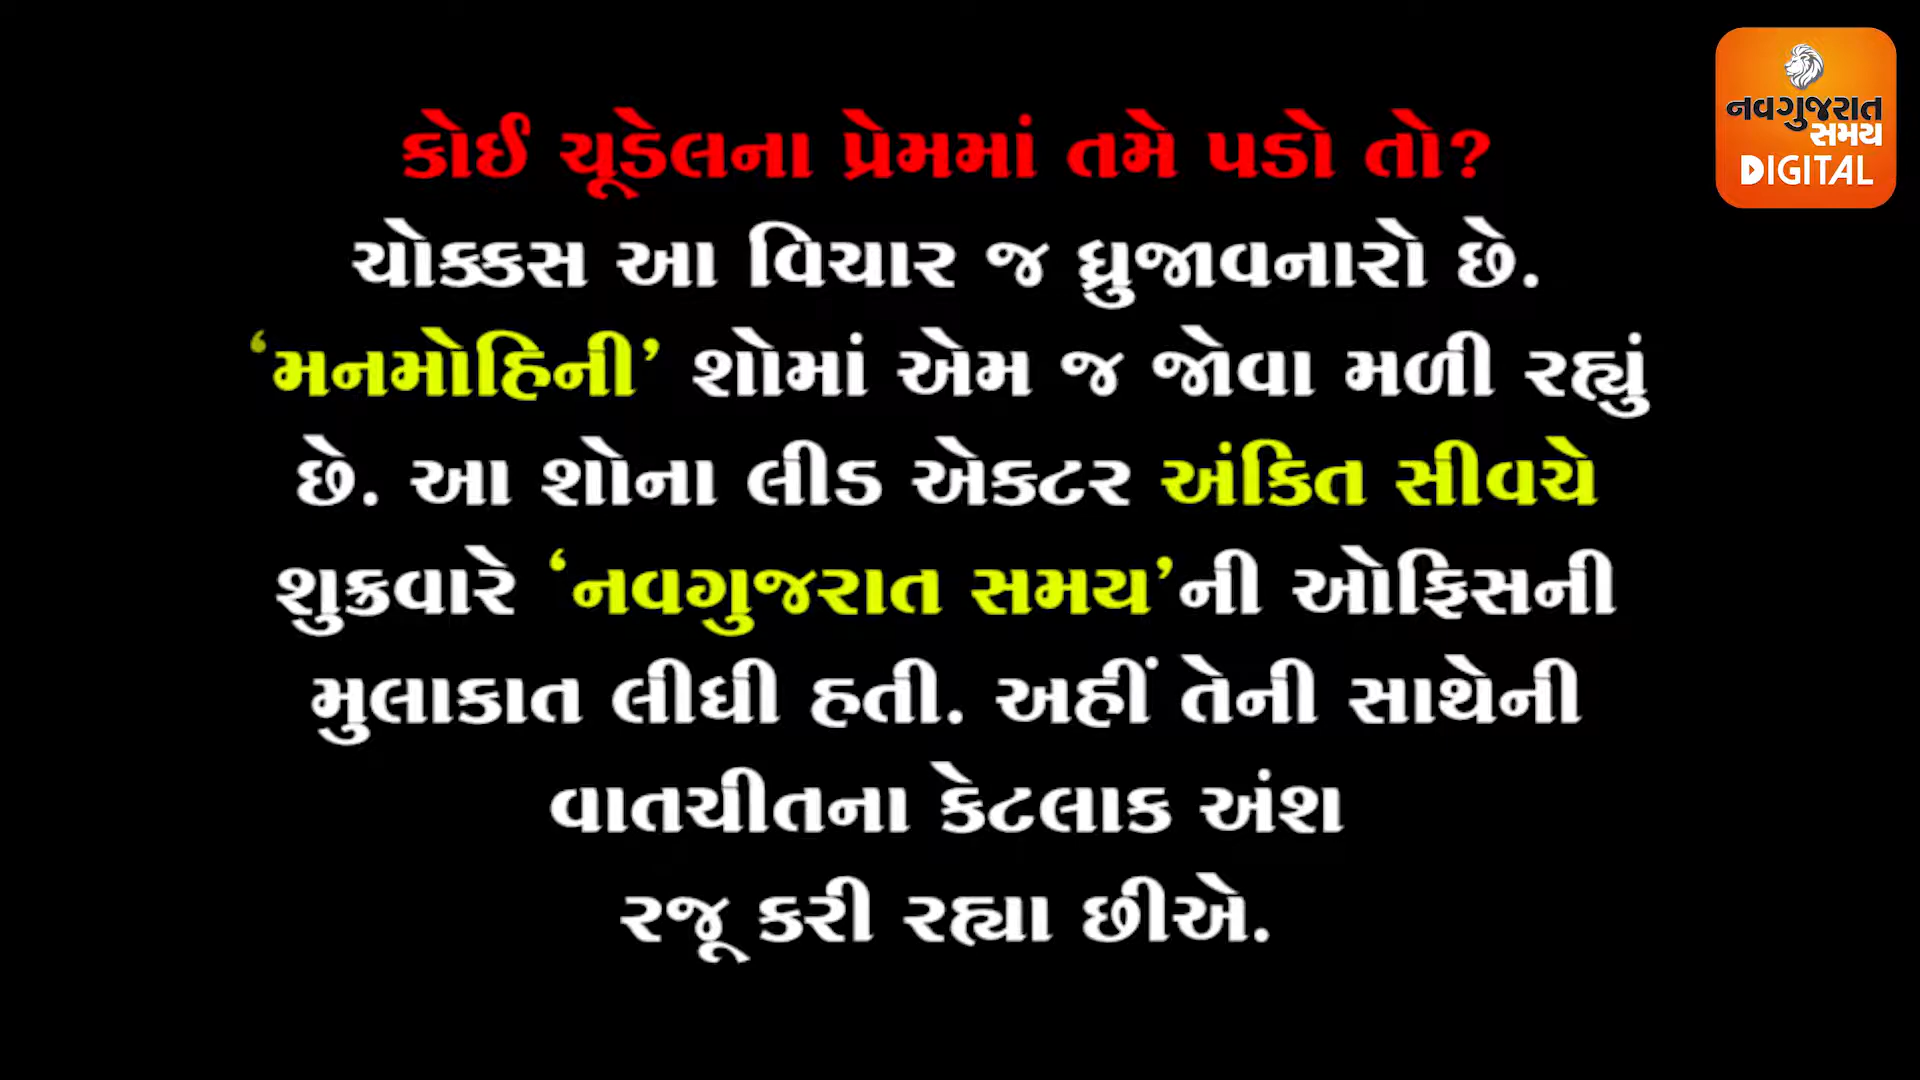 કોઈ ચૂડેલના પ્રેમમાં તમે પડો તો?
ચોક્કસ આ વિચાર જ ધ્રુજાવનારો છે.
‘મનમોહિની’ શોમાં એમ જ જોવા મળી રહ્યું
છે. આ શોના લીડ એક્ટર અંકિત સીવચે
શુક્રવારે ‘નવગુજરાત સમય’ની ઓફિસની
મુલાકાત લીધી હતી. અહીં તેની સાથેની
વાતચીતના કેટલાક અંશ
રજૂ કરી રહ્યા છીએ.
નવગુજરાત
સમય
DIGITAL